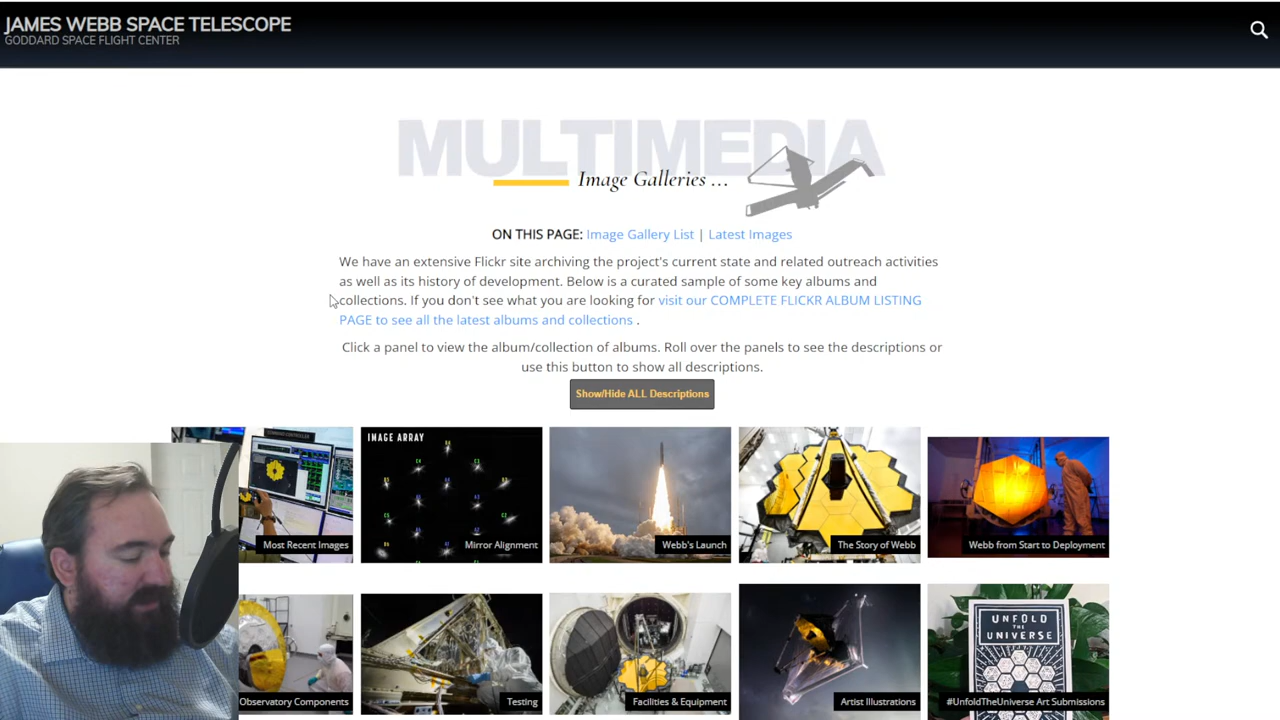 JAMES WEBB SPACE TELESCOPE
GODDARD SPACE FLIGHT CENTER
MULTIMEDIA
Image Galleries ...
ON THIS PAGE: Image Gallery List | Latest Images
We have an extensive Flickr site archiving the project's current state and related outreach activities
as well as its history of development. Below is a curated sample of some key albums and
collections. If you don't see what you are looking for visit our COMPLETE FLICKR ALBUM LISTING
PAGE to see all the latest albums and collections .
Click a panel to view the album/collection of albums. Roll over the panels to see the descriptions or
use this button to show all descriptions.
Show/Hide ALL Descriptions
IMAGE ARRAY
Most Recent Images
Mirror Alignment
Webb's Launch
The Story of Webb
Webb from Start to Deployment
UNFOLD
THE
UNIVERSE
Observatory Components
Testing
Facilities & Equipment
Artist Illustrations
#UnfoldTheUniverse Art Submissions